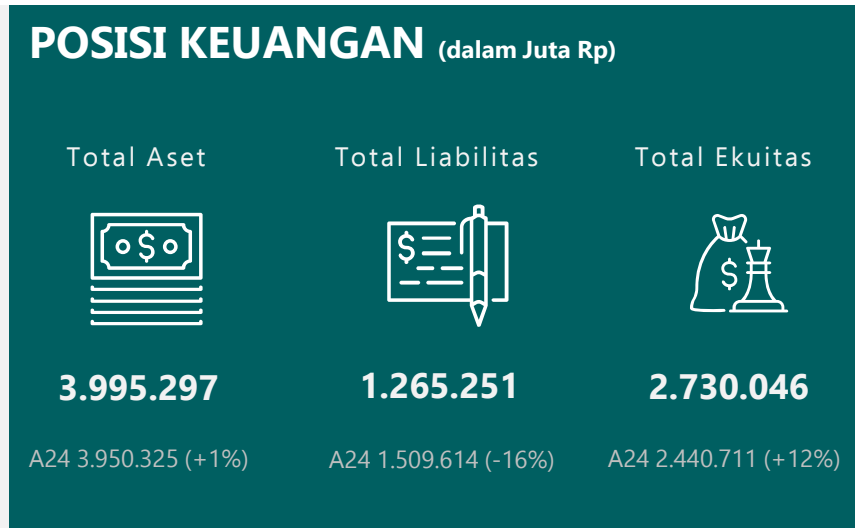 POSISI KEUANGAN (dalam Juta Rp)
Total Aset
Total Liabilitas
Total Ekuitas
3.995.297
1.265.251
2.730.046
A24 3.950.325 (+1%)
A24 1.509.614 (-16%)
A24 2.440.711 (+12%)